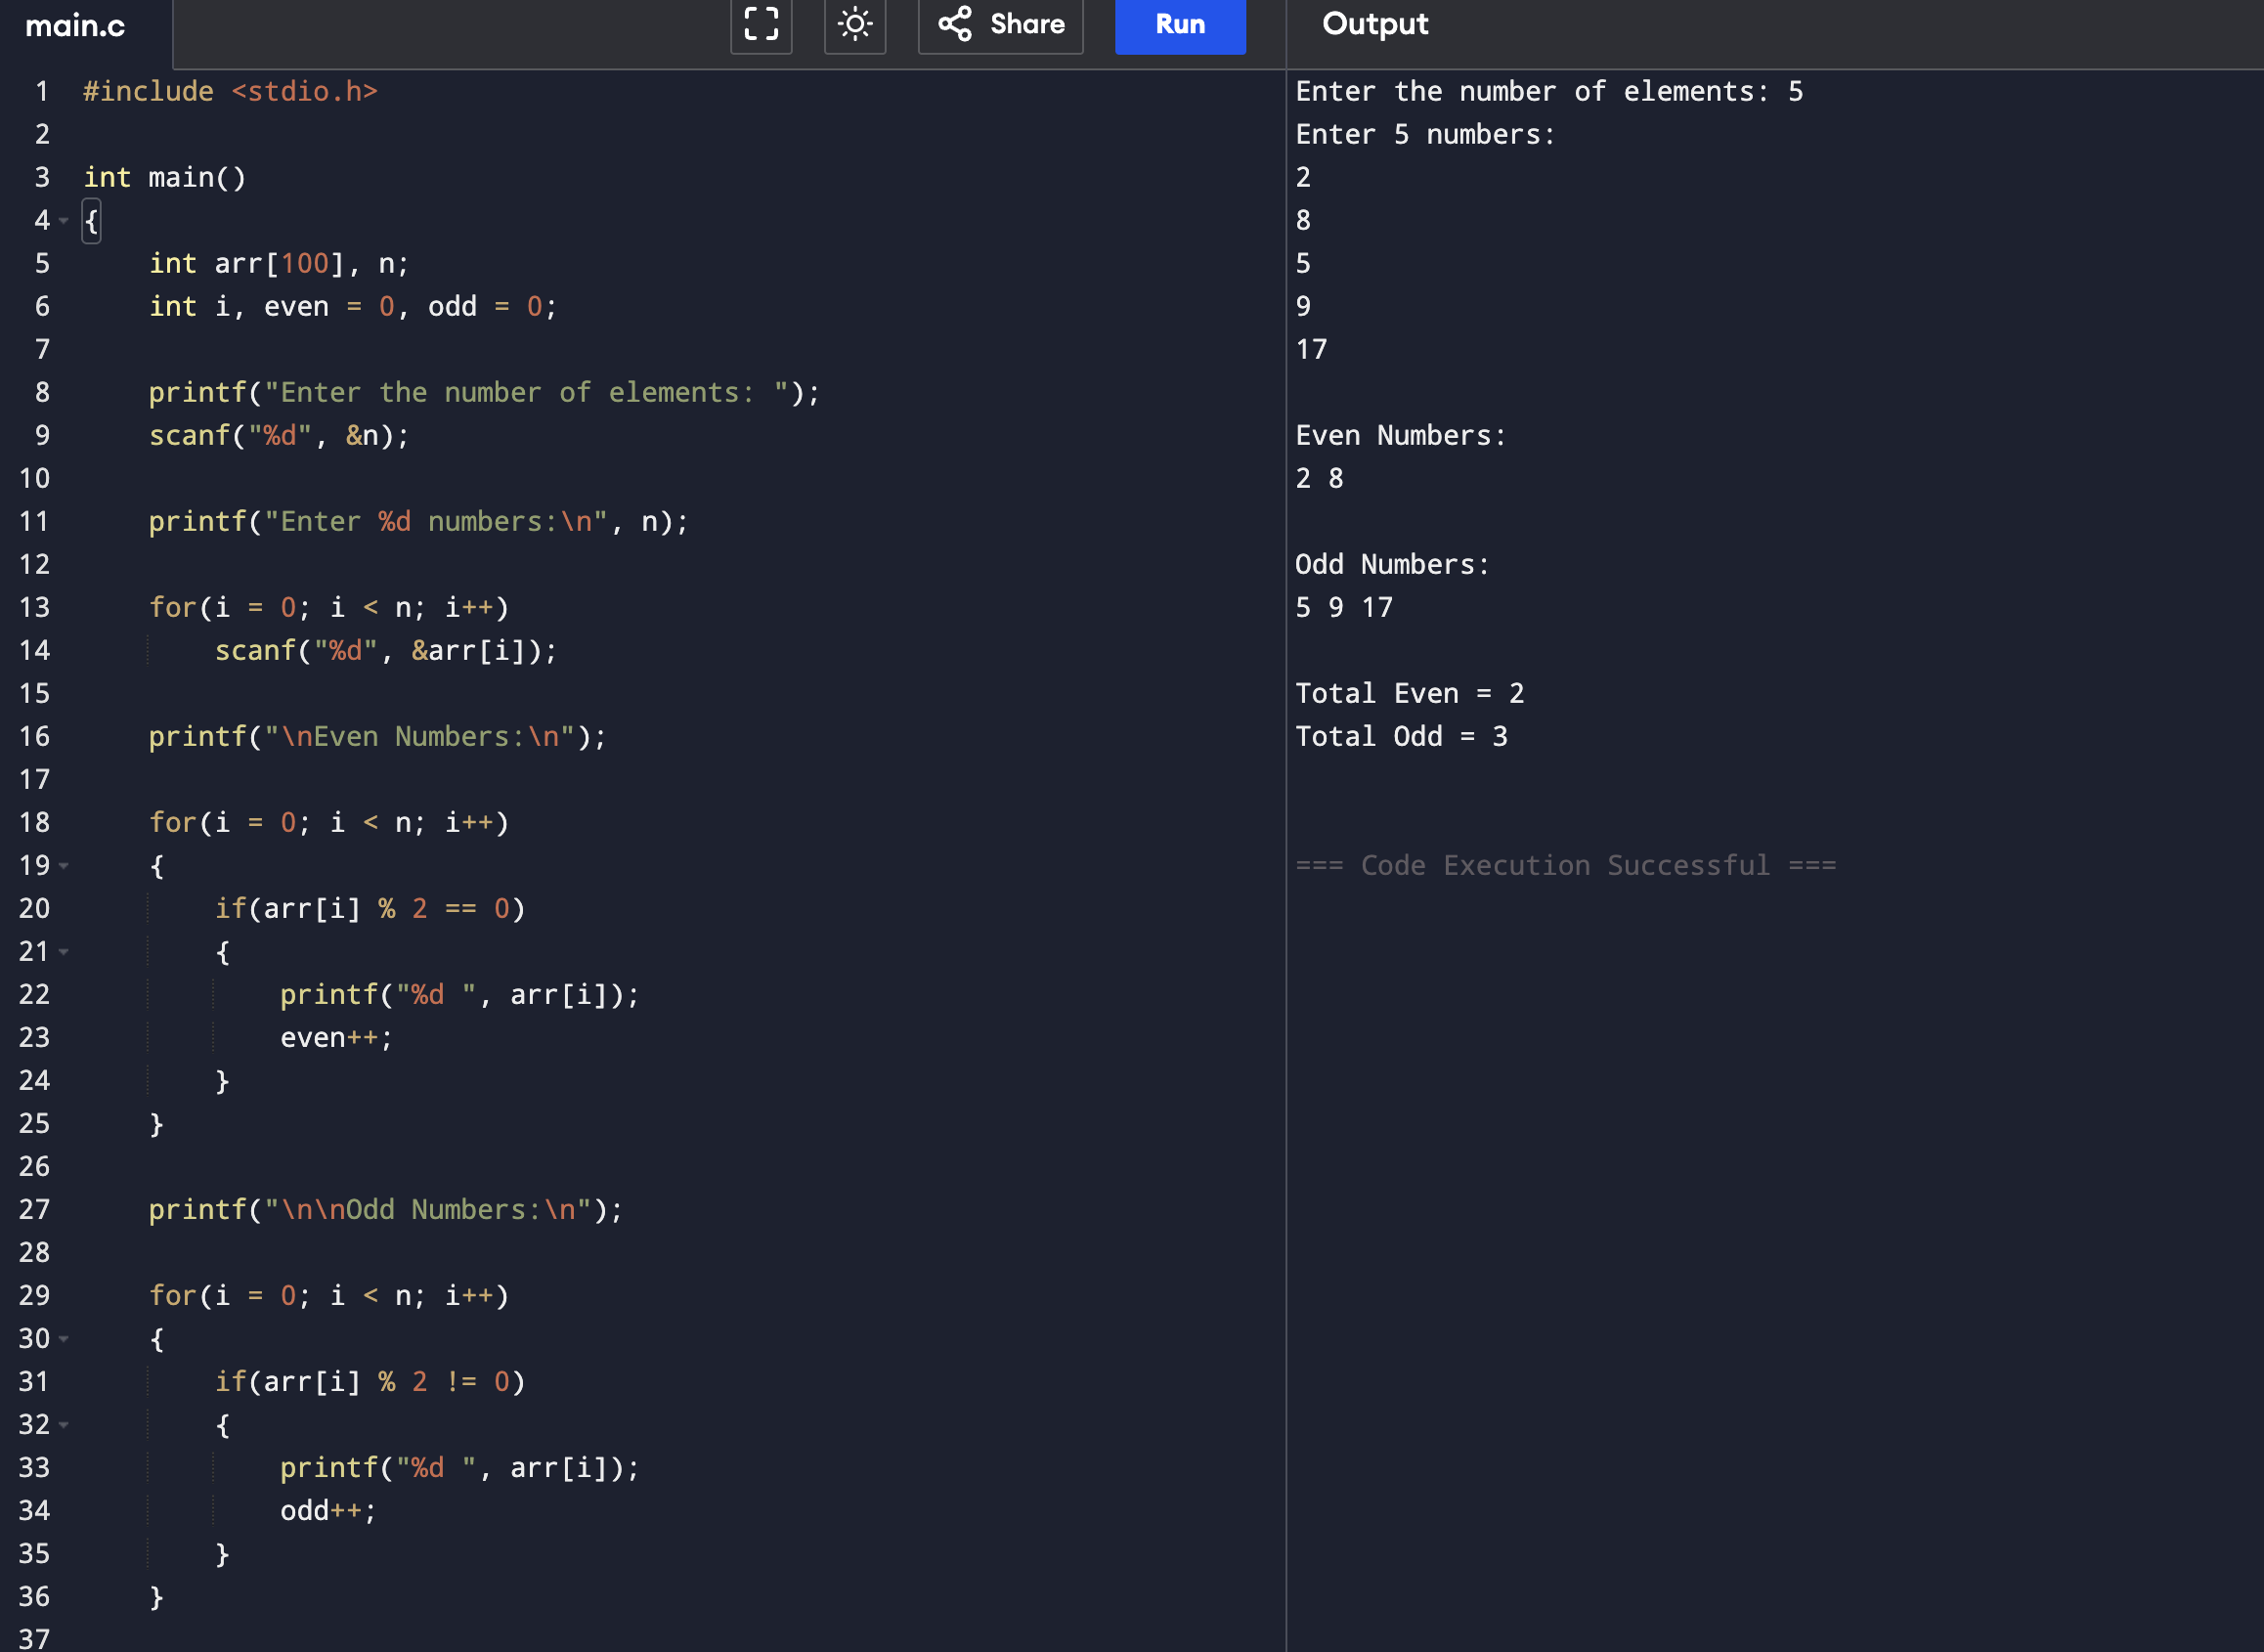 main.c
Share
Run
Output
1 #include <stdio.h>
2
3 int main()
4 {
5     int arr[100], n;
6     int i, even = 0, odd = 0;
7
8     printf("Enter the number of elements: ");
9     scanf("%d", &n);
10
11     printf("Enter %d numbers:\n", n);
12
13     for(i = 0; i < n; i++)
14         scanf("%d", &arr[i]);
15
16     printf("\nEven Numbers:\n");
17
18     for(i = 0; i < n; i++)
19     {
20         if(arr[i] % 2 == 0)
21         {
22             printf("%d ", arr[i]);
23             even++;
24         }
25     }
26
27     printf("\n\nOdd Numbers:\n");
28
29     for(i = 0; i < n; i++)
30     {
31         if(arr[i] % 2 != 0)
32         {
33             printf("%d ", arr[i]);
34             odd++;
35         }
36     }
37
Enter the number of elements: 5
Enter 5 numbers:
2
8
5
9
17

Even Numbers:
2 8

Odd Numbers:
5 9 17

Total Even = 2
Total Odd = 3

=== Code Execution Successful ===